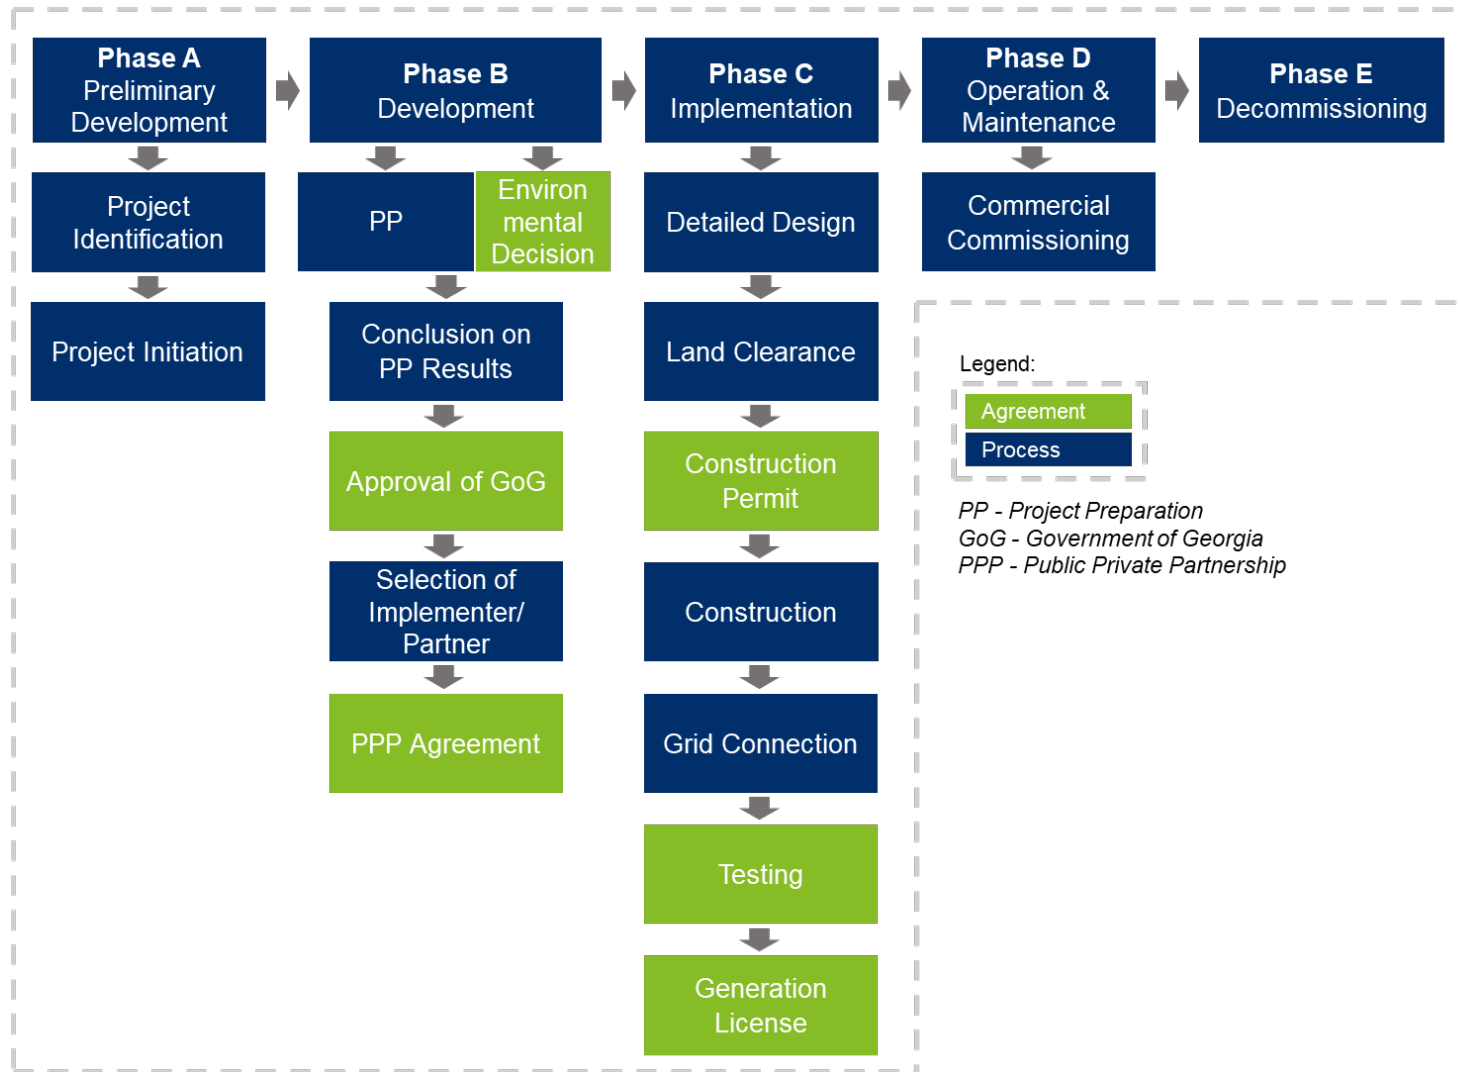 Phase A
Preliminary
Development
Phase B
Development
Phase C
Implementation
Phase D
Operation &
Maintenance
Phase E
Decommissioning
Project
Identification
PP
Environ
mental
Decision
Detailed Design
Commercial
Commissioning
Project Initiation
Conclusion on
PP Results
Land Clearance
Legend:
Agreement
Process
Approval of GoG
Construction
Permit
PP - Project Preparation
GoG - Government of Georgia
PPP - Public Private Partnership
Selection of
Implementer/
Partner
Construction
PPP Agreement
Grid Connection
Testing
Generation
License